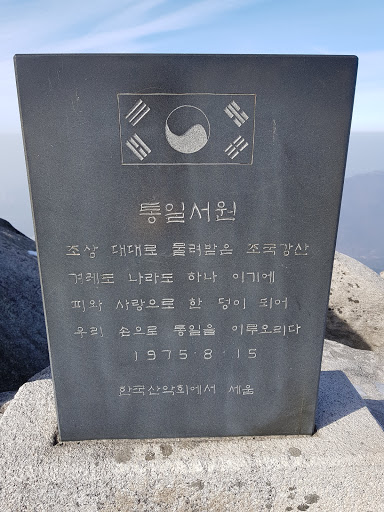 통일서원
조상 대대로 물려받은 조국강산
겨레도 나라도 하나 이기에
피와 사랑으로 한 덩이 되어
우리 손으로 통일을 이루오리다
1975·8·15
한국산악회에서 세움